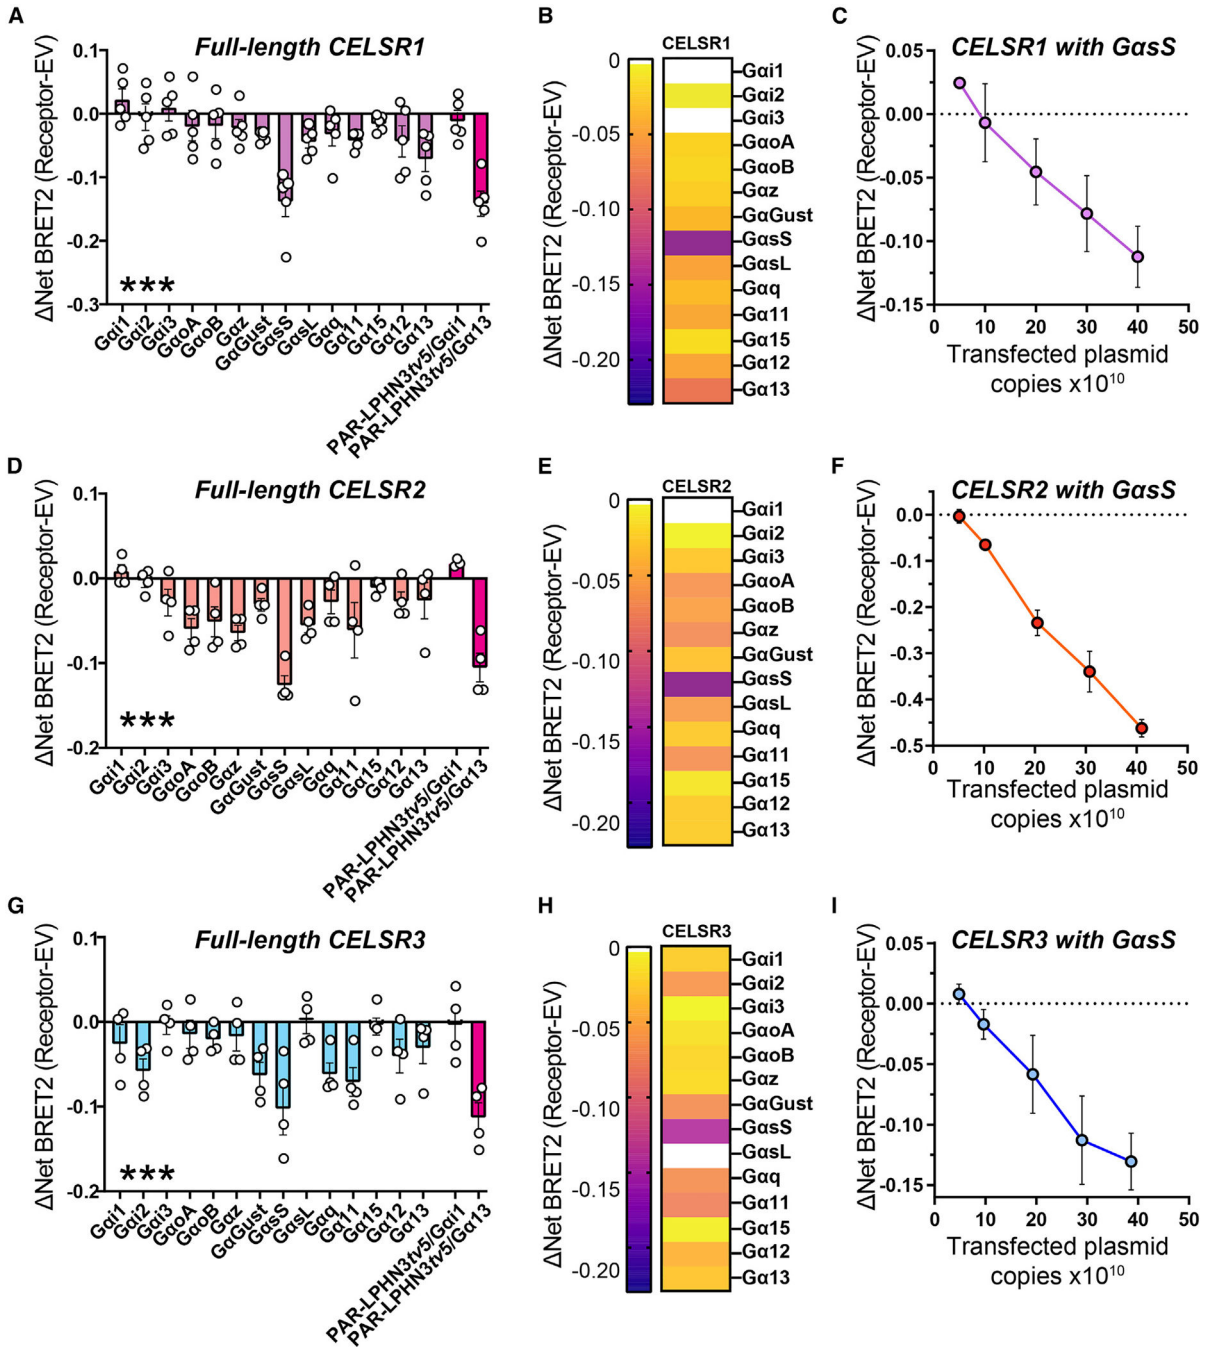 A
Full-length CELSR1
ΔNet BRET2 (Receptor-EV)
0.1
0.0
-0.1
-0.2
-0.3
***
Gαi1
Gαi2
Gαi3
GαoA
GαoB
Gαz
GαGust
GαsS
GαsL
Gαq
Gα11
Gα15
Gα12
Gα13
PAR-LPHN3tv5/Gαi1
PAR-LPHN3tv5/Gα13
B
CELSR1
ΔNet BRET2 (Receptor-EV)
0
-0.05
-0.10
-0.15
-0.20
Gαi1
Gαi2
Gαi3
GαoA
GαoB
Gαz
GαGust
GαsS
GαsL
Gαq
Gα11
Gα15
Gα12
Gα13
C
CELSR1 with GαsS
ΔNet BRET2 (Receptor-EV)
0.05
0.00
-0.05
-0.10
-0.15
0 10 20 30 40 50
Transfected plasmid
copies x10¹⁰
D
Full-length CELSR2
ΔNet BRET2 (Receptor-EV)
0.1
0.0
-0.1
-0.2
***
Gαi1
Gαi2
Gαi3
GαoA
GαoB
Gαz
GαGust
GαsS
GαsL
Gαq
Gα11
Gα15
Gα12
Gα13
PAR-LPHN3tv5/Gαi1
PAR-LPHN3tv5/Gα13
E
CELSR2
ΔNet BRET2 (Receptor-EV)
0
-0.05
-0.10
-0.15
-0.20
Gαi1
Gαi2
Gαi3
GαoA
GαoB
Gαz
GαGust
GαsS
GαsL
Gαq
Gα11
Gα15
Gα12
Gα13
F
CELSR2 with GαsS
ΔNet BRET2 (Receptor-EV)
0.0
-0.1
-0.2
-0.3
-0.4
-0.5
0 10 20 30 40 50
Transfected plasmid
copies x10¹⁰
G
Full-length CELSR3
ΔNet BRET2 (Receptor-EV)
0.1
0.0
-0.1
-0.2
***
Gαi1
Gαi2
Gαi3
GαoA
GαoB
Gαz
GαGust
GαsS
GαsL
Gαq
Gα11
Gα15
Gα12
Gα13
PAR-LPHN3tv5/Gαi1
PAR-LPHN3tv5/Gα13
H
CELSR3
ΔNet BRET2 (Receptor-EV)
0
-0.05
-0.10
-0.15
-0.20
Gαi1
Gαi2
Gαi3
GαoA
GαoB
Gαz
GαGust
GαsS
GαsL
Gαq
Gα11
Gα15
Gα12
Gα13
I
CELSR3 with GαsS
ΔNet BRET2 (Receptor-EV)
0.05
0.00
-0.05
-0.10
-0.15
0 10 20 30 40 50
Transfected plasmid
copies x10¹⁰